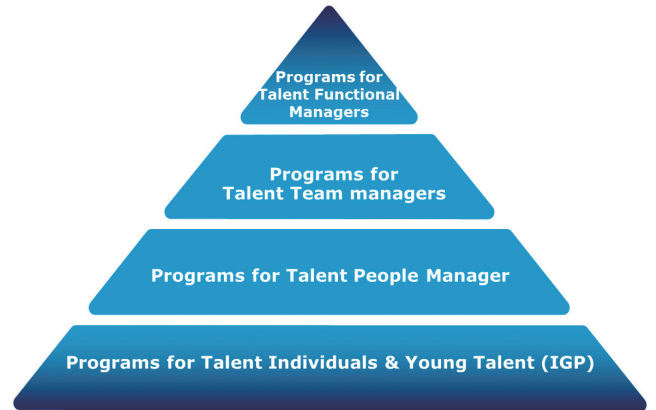 Programs for
Talent Functional
Managers
Programs for
Talent Team managers
Programs for Talent People Manager
Programs for Talent Individuals & Young Talent (IGP)